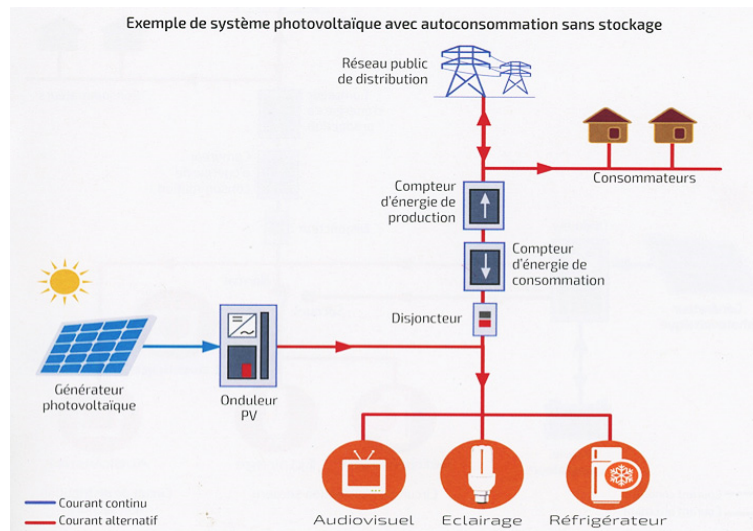 Exemple de système photovoltaïque avec autoconsommation sans stockage
Réseau public
de distribution
Consommateurs
Compteur
d'énergie de
production
Compteur
d'énergie de
consommation
Disjoncteur
Générateur
photovoltaïque
Onduleur
PV
Courant continu
Courant alternatif
Audiovisuel
Eclairage
Réfrigérateur